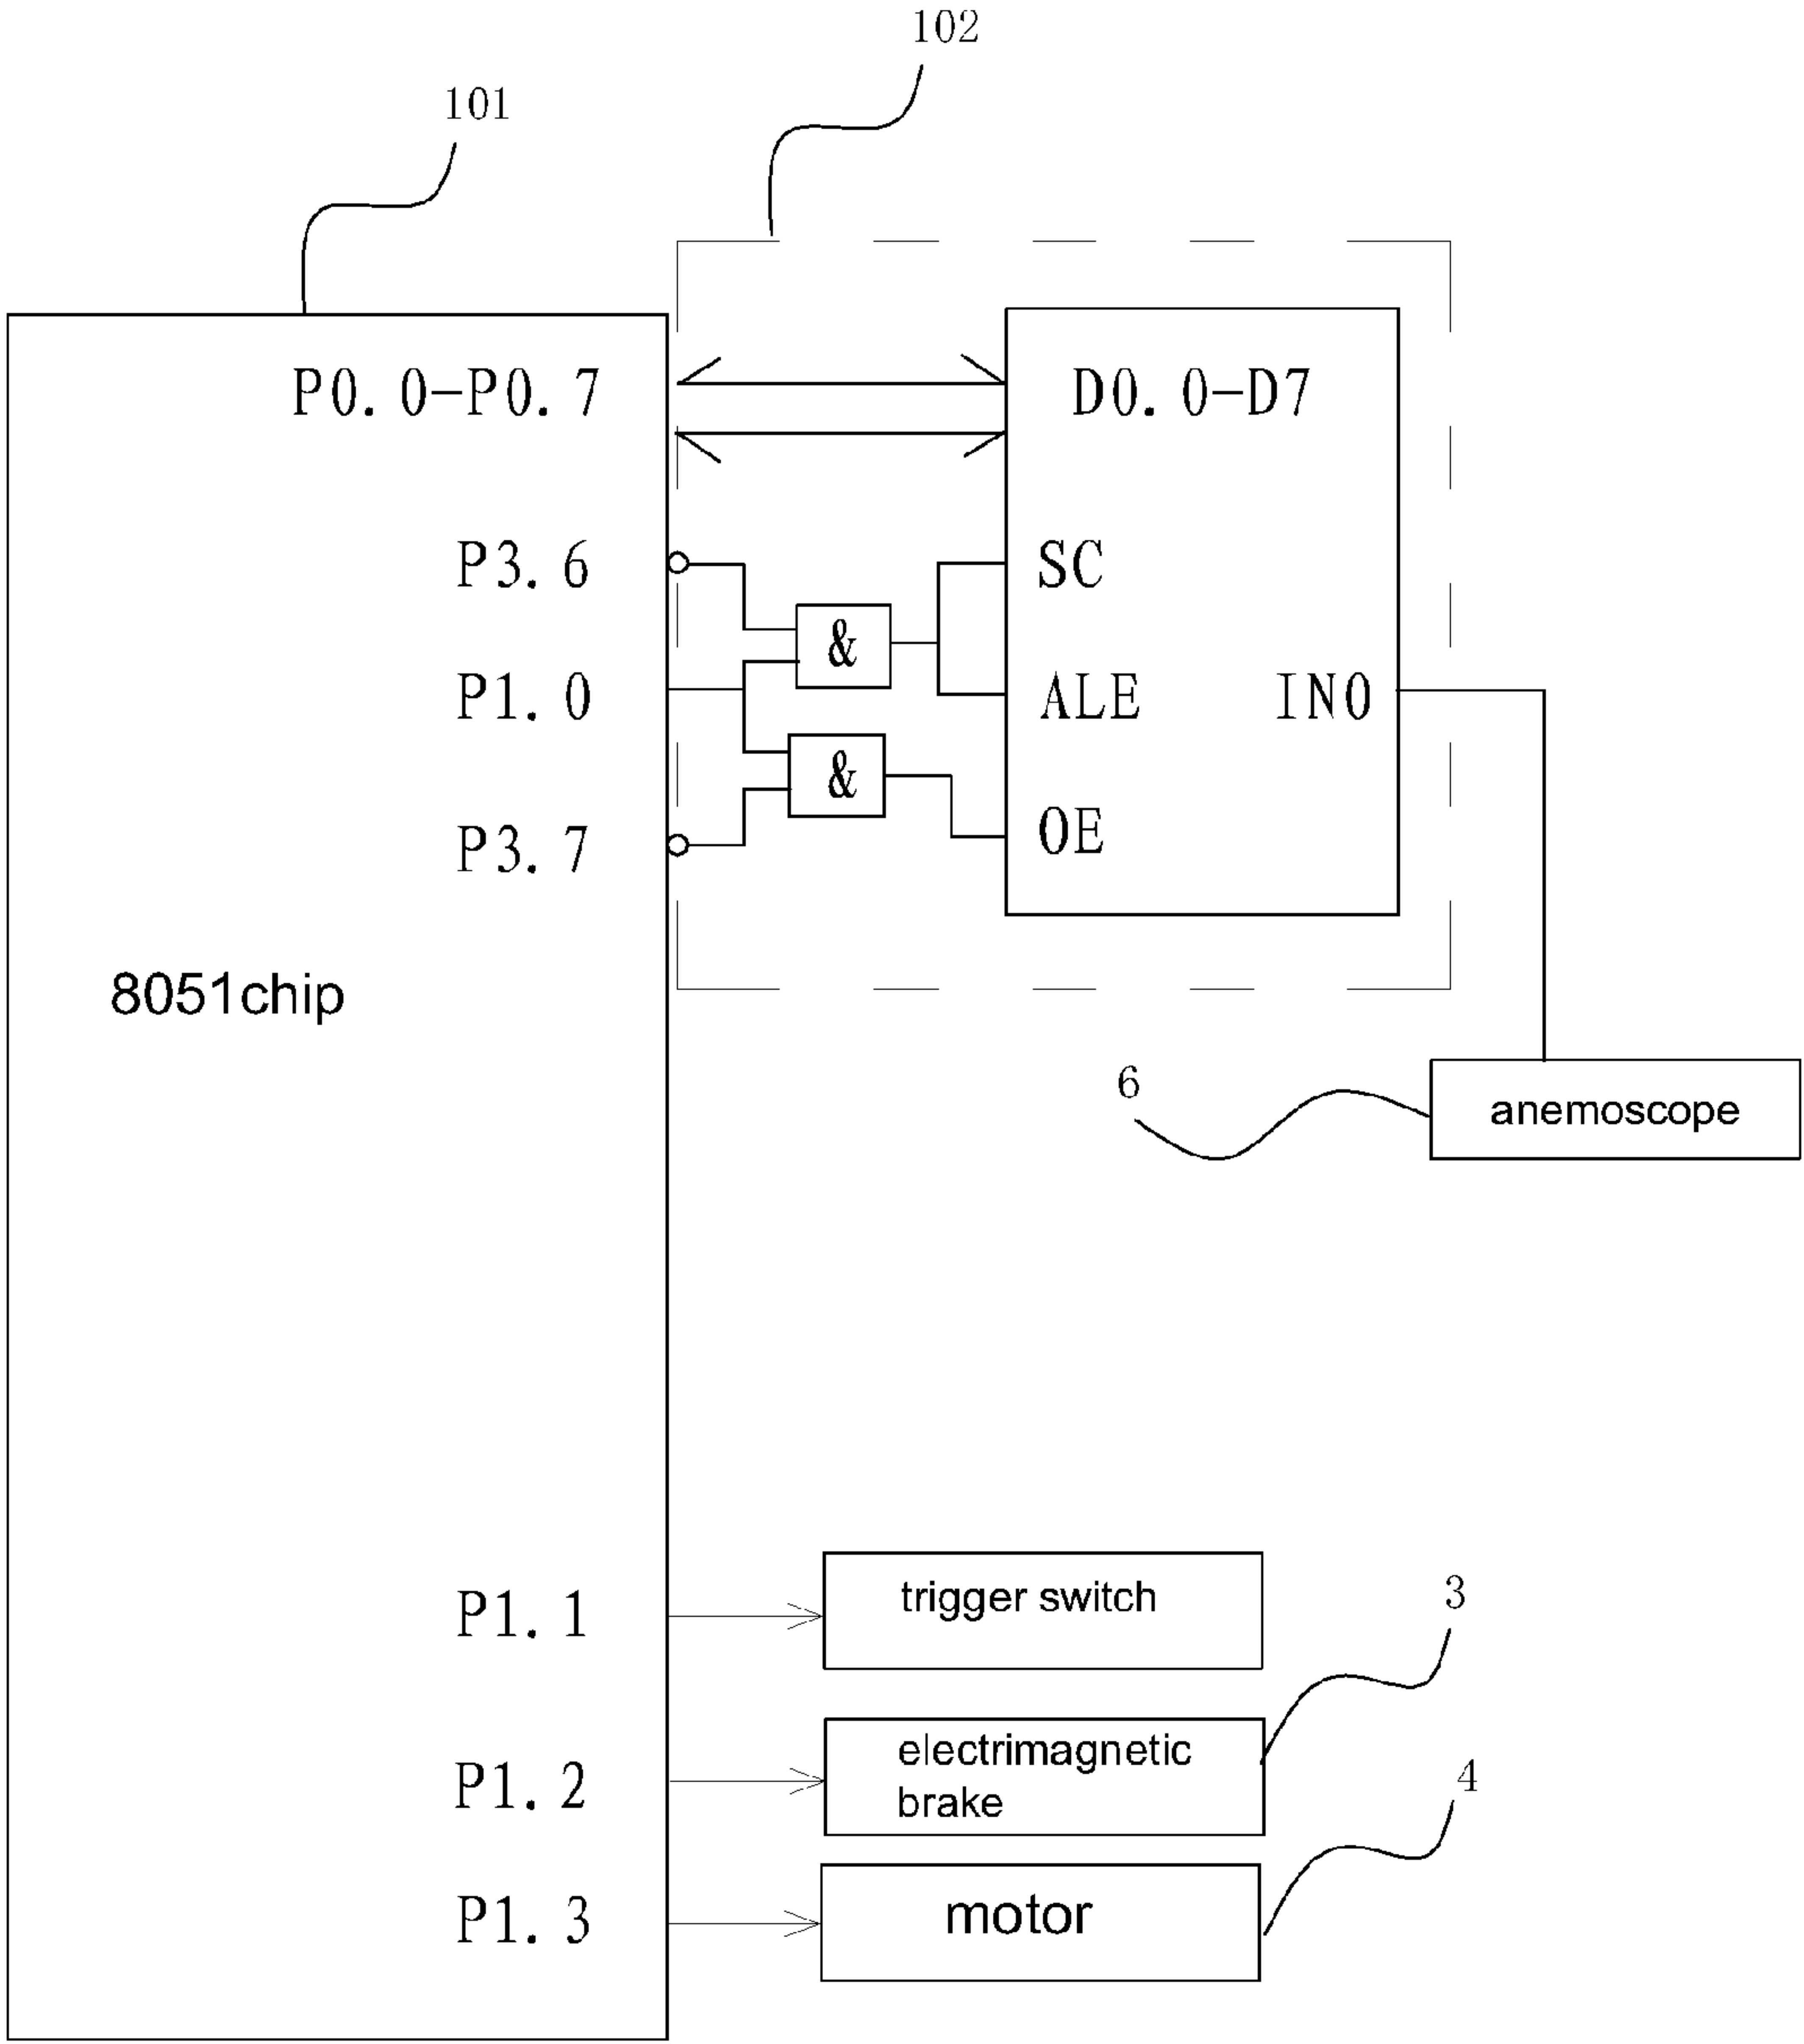 102
101
P0.0-P0.7
D0.0-D7
P3.6
SC
&
P1.0
ALE
IN0
&
P3.7
OE
8051chip
6
anemoscope
P1.1
trigger switch
3
P1.2
electrimagnetic
brake
4
P1.3
motor